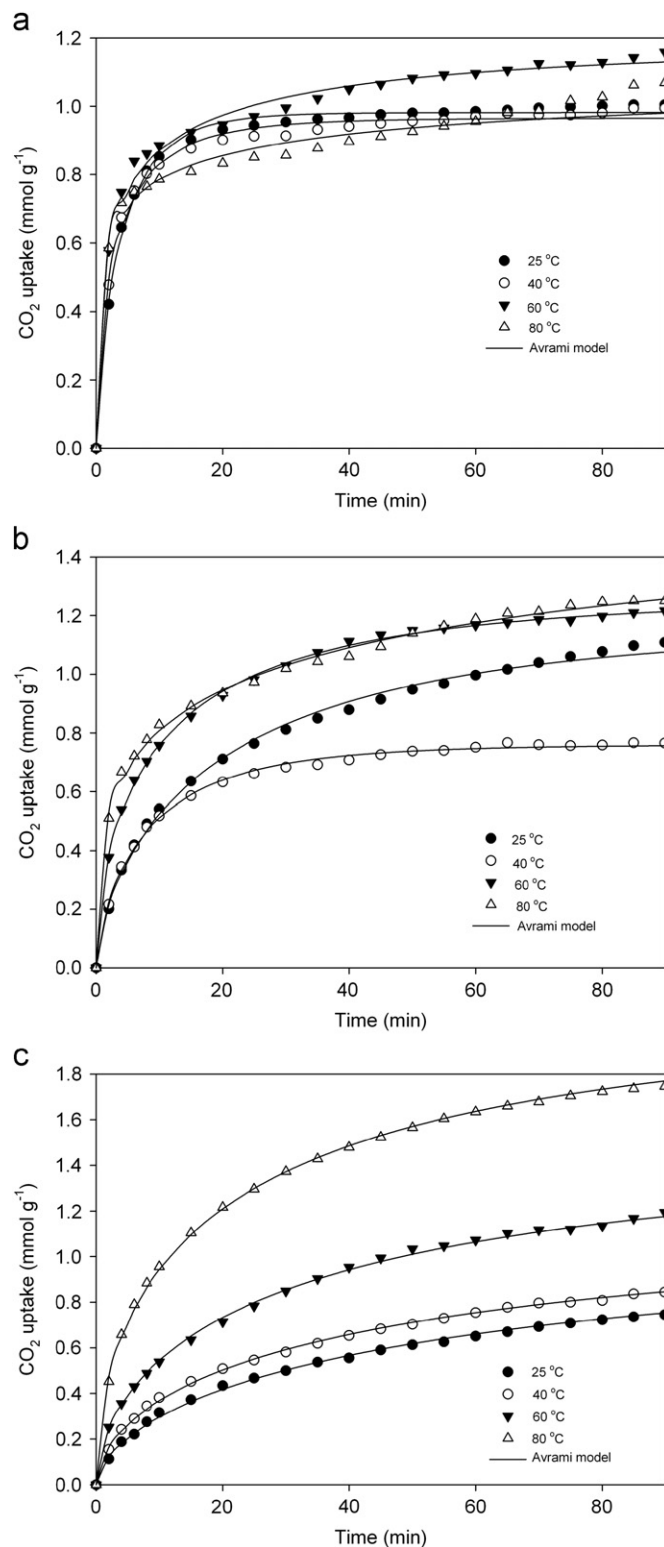 a
1.2
1.0
0.8
0.6
0.4
0.2
0.0
CO₂ uptake (mmol g⁻¹)
25 °C
40 °C
60 °C
80 °C
Avrami model
0 20 40 60 80
Time (min)
b
1.4
1.2
1.0
0.8
0.6
0.4
0.2
0.0
CO₂ uptake (mmol g⁻¹)
25 °C
40 °C
60 °C
80 °C
Avrami model
0 20 40 60 80
Time (min)
c
1.8
1.6
1.4
1.2
1.0
0.8
0.6
0.4
0.2
0.0
CO₂ uptake (mmol g⁻¹)
25 °C
40 °C
60 °C
80 °C
Avrami model
0 20 40 60 80
Time (min)